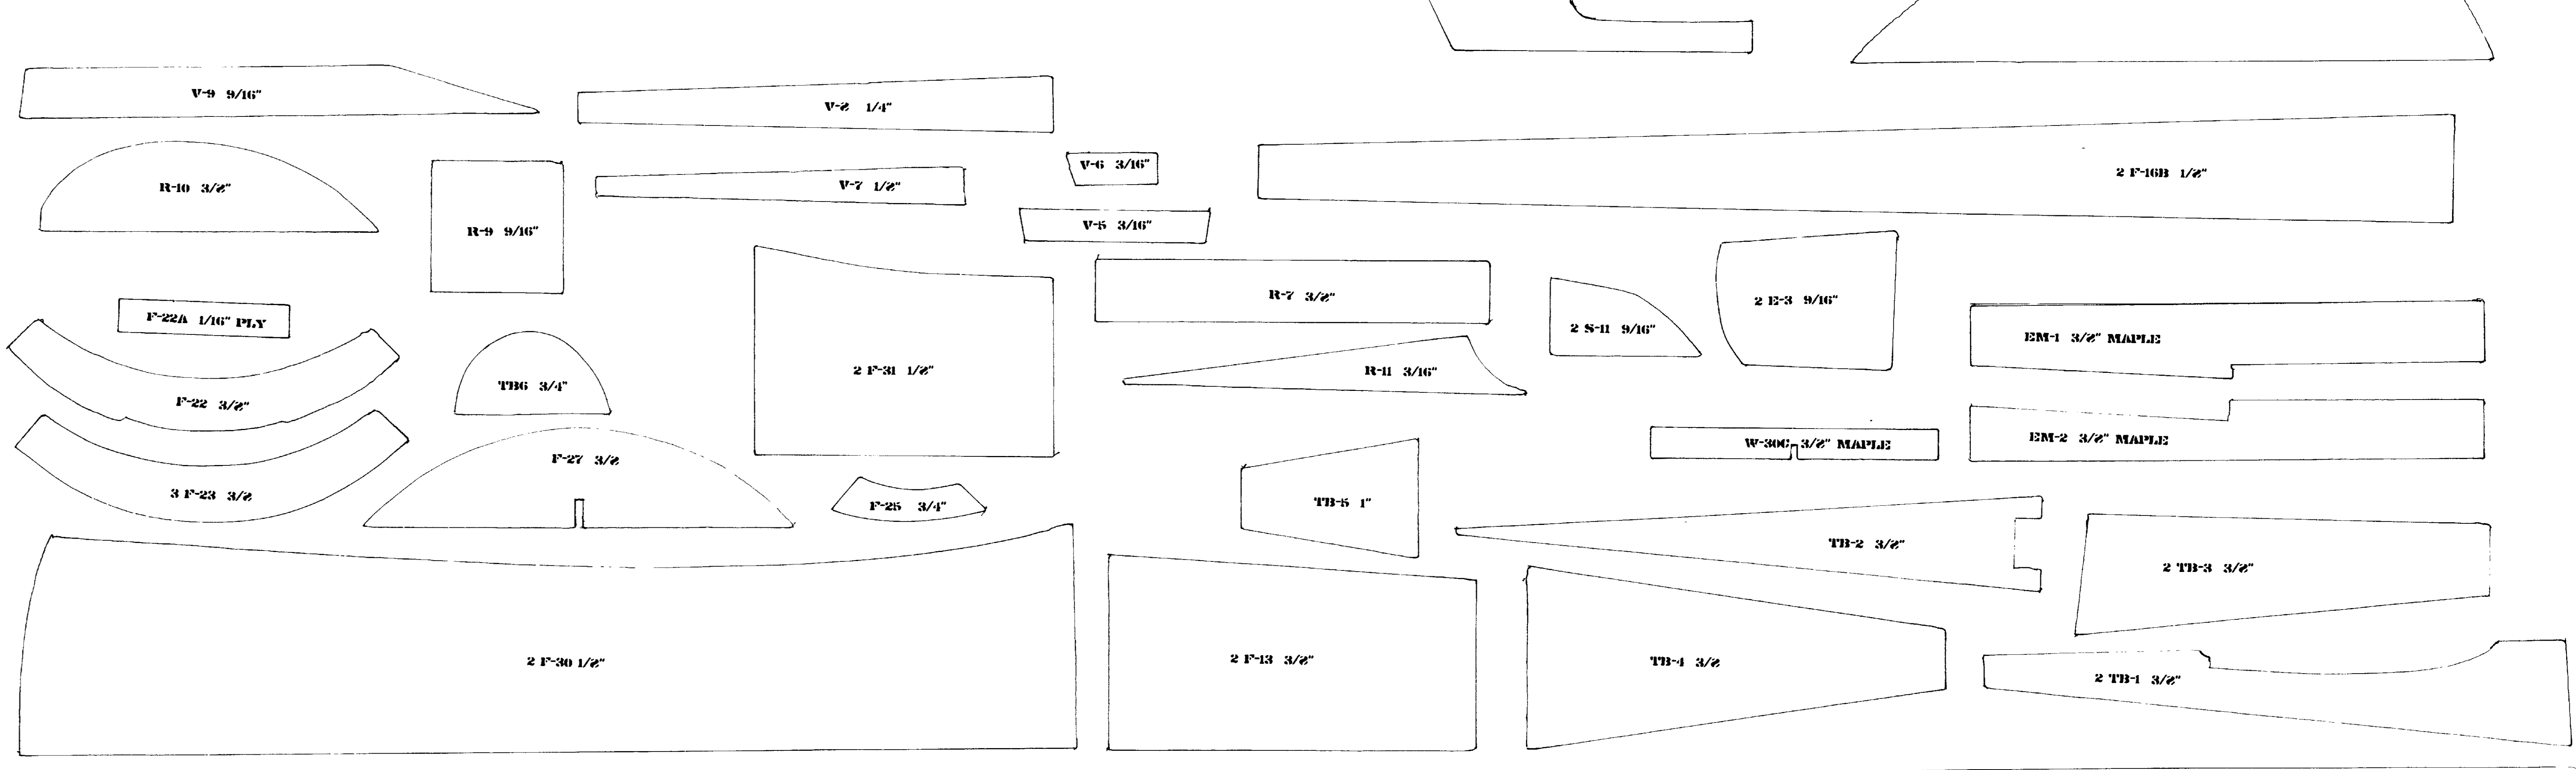 V-9 9/16"
V-8 1/4"
V-6 3/16"
2 F-16B 1/8"
R-10 3/8"
V-7 1/8"
R-9 9/16"
V-5 3/16"
R-7 3/8"
2 E-3 9/16"
F-22A 1/16" PLY
2 S-11 9/16"
EM-1 3/8" MAPLE
2 F-31 1/8"
R-11 3/16"
TB6 3/4"
F-22 3/8"
EM-2 3/8" MAPLE
W-30C 3/8" MAPLE
F-27 3/8
3 F-23 3/8
F-25 3/4"
TB-5 1"
TB-2 3/8"
2 TB-3 3/8"
2 F-30 1/8"
2 F-13 3/8"
TB-4 3/8
2 TB-1 3/8"